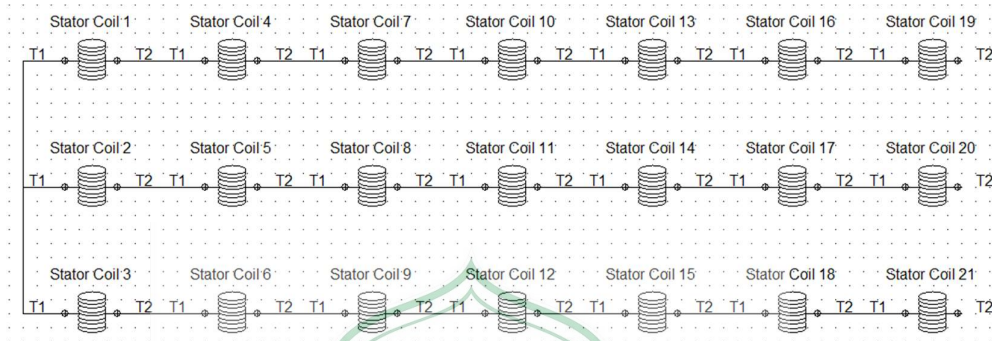 Stator Coil 1 Stator Coil 4 Stator Coil 7 Stator Coil 10 Stator Coil 13 Stator Coil 16 Stator Coil 19
T1 T2 T1 T2 T1 T2 T1 T2 T1 T2 T1 T2 T1 T2
Stator Coil 2 Stator Coil 5 Stator Coil 8 Stator Coil 11 Stator Coil 14 Stator Coil 17 Stator Coil 20
T1 T2 T1 T2 T1 T2 T1 T2 T1 T2 T1 T2 T1 T2
Stator Coil 3 Stator Coil 6 Stator Coil 9 Stator Coil 12 Stator Coil 15 Stator Coil 18 Stator Coil 21
T1 T2 T1 T2 T1 T2 T1 T2 T1 T2 T1 T2 T1 T2